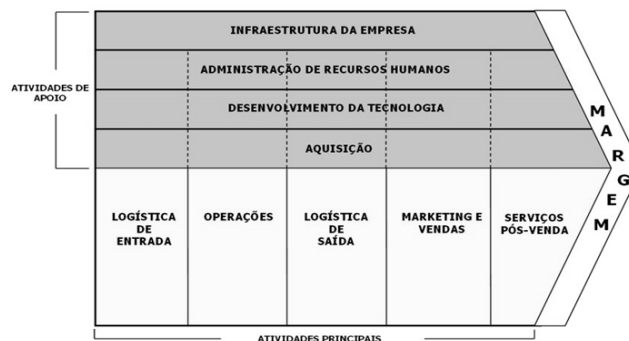 INFRAESTRUTURA DA EMPRESA
ADMINISTRAÇÃO DE RECURSOS HUMANOS
ATIVIDADES DE
APOIO
DESENVOLVIMENTO DA TECNOLOGIA
AQUISIÇÃO
LOGÍSTICA
DE
ENTRADA
OPERAÇÕES
LOGÍSTICA
DE
SAÍDA
MARKETING E
VENDAS
SERVIÇOS
PÓS-VENDA
MARGEM
ATIVIDADES PRINCIPAIS